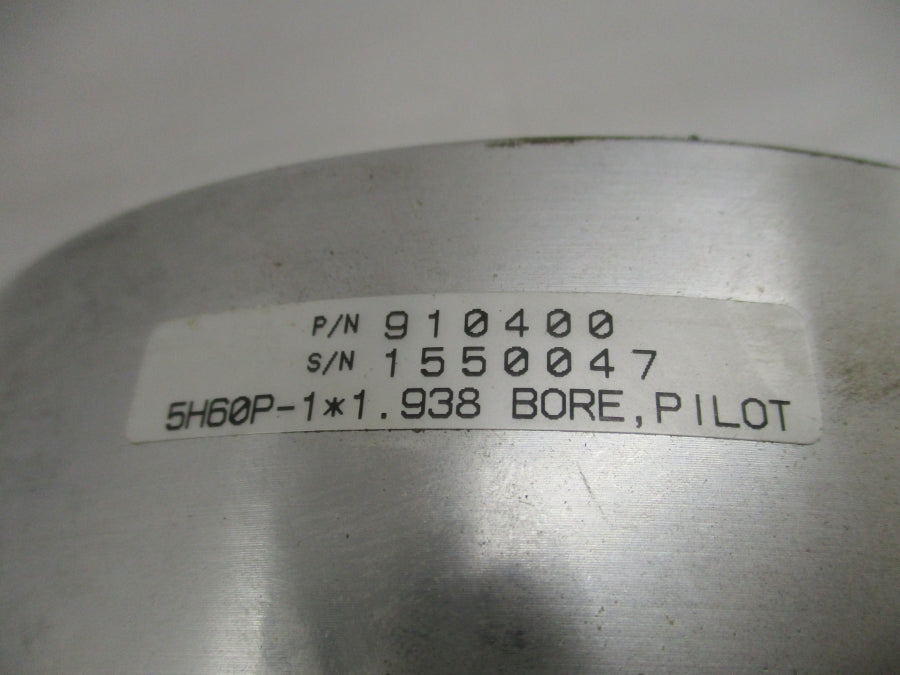 P/N 910400
S/N 1550047
5H60P-1*1.938 BORE,PILOT